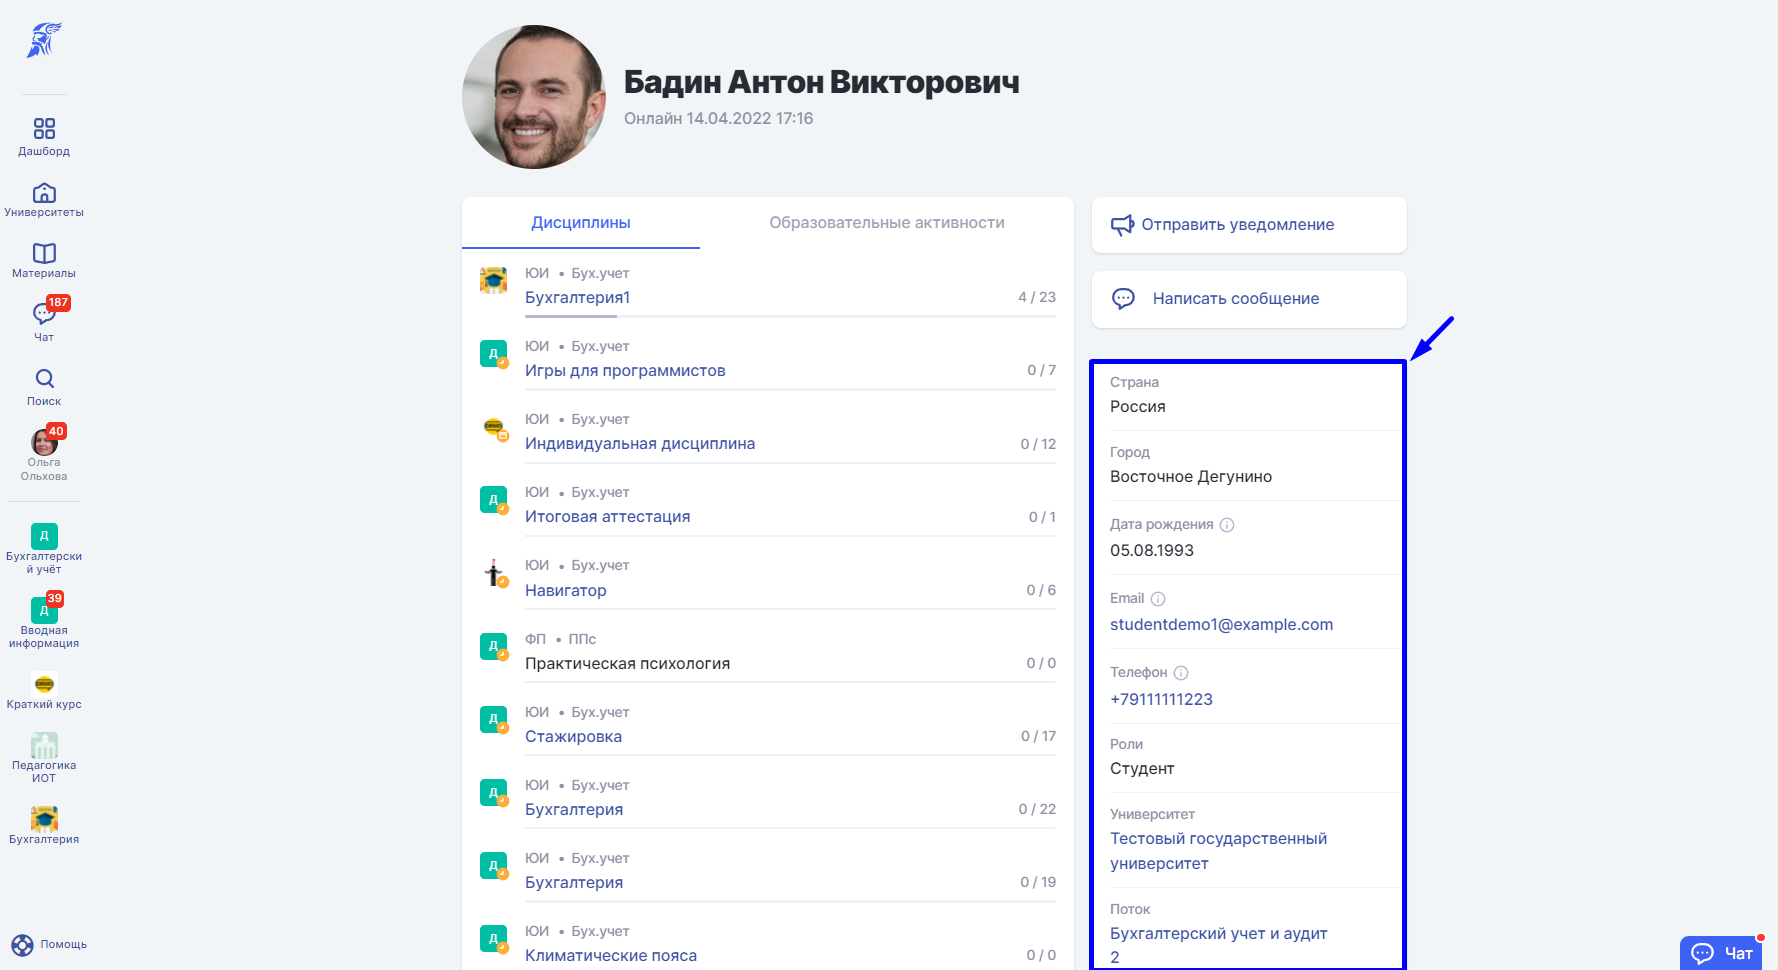 Дашборд
Университеты
Материалы
187
Чат
Поиск
40
Ольга
Ольхова
Д
Бухгалтерски
й учёт
39
Д
Вводная
информация
Краткий курс
Педагогика
ИОТ
Бухгалтерия
Помощь
Бадин Антон Викторович
Онлайн 14.04.2022 17:16
Дисциплины
Образовательные активности
ЮИ • Бух.учет
Бухгалтерия1
4 / 23
Д
ЮИ • Бух.учет
Игры для программистов
0 / 7
ЮИ • Бух.учет
Индивидуальная дисциплина
0 / 12
Д
ЮИ • Бух.учет
Итоговая аттестация
0 / 1
ЮИ • Бух.учет
Навигатор
0 / 6
Д
ФП • ППс
Практическая психология
0 / 0
Д
ЮИ • Бух.учет
Стажировка
0 / 17
Д
ЮИ • Бух.учет
Бухгалтерия
0 / 22
Д
ЮИ • Бух.учет
Бухгалтерия
0 / 19
Д
ЮИ • Бух.учет
Климатические пояса
0 / 0
Отправить уведомление
Написать сообщение
Страна
Россия
Город
Восточное Дегунино
Дата рождения
05.08.1993
Email
studentdemo1@example.com
Телефон
+79111111223
Роли
Студент
Университет
Тестовый государственный
университет
Поток
Бухгалтерский учет и аудит
2
Чат